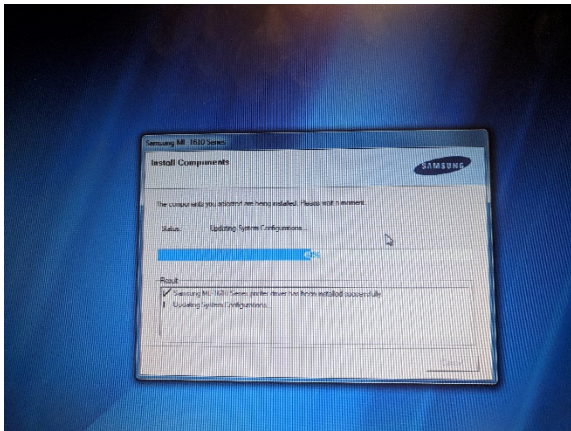 Samsung ML-1610 Series
Install Components
SAMSUNG
The components you selected are being installed. Please wait a moment.
Status: Updating System Configurations...
Result
Samsung ML-1610 Series printer driver has been installed successfully
Updating System Configurations...
Cancel